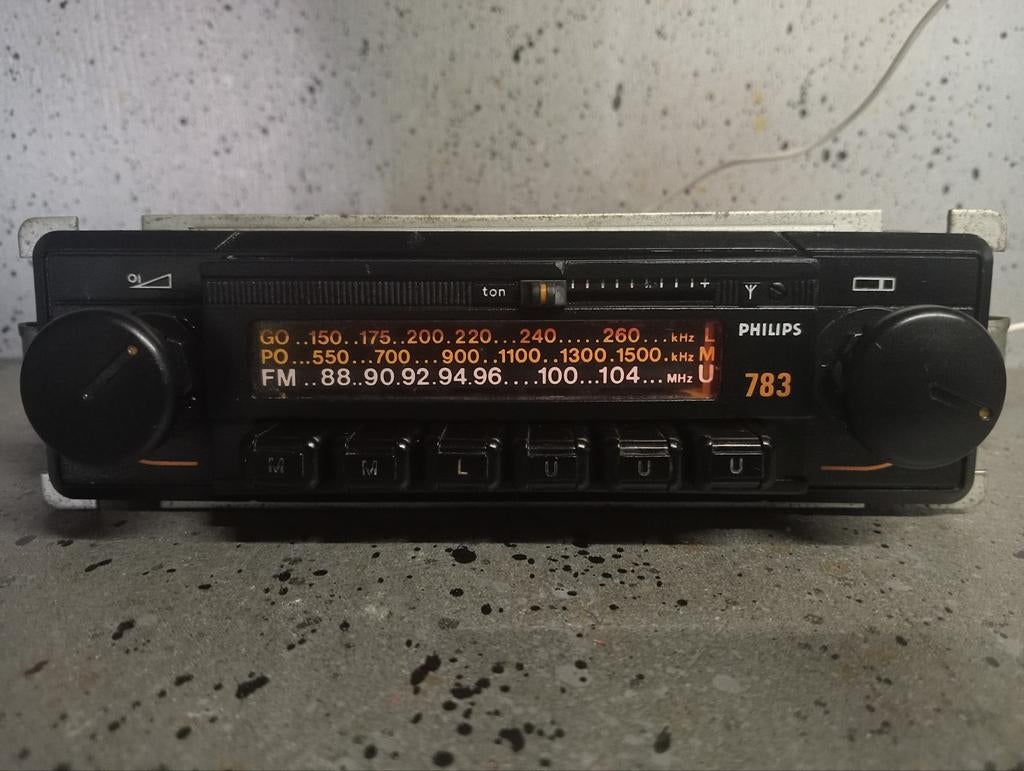 ton
GO ..150...175...200..220...240.....260...kHz L
PO...550....700....900...1100...1300.1500.kHz M
FM ..88..90.92.94.96....100...104...MHz U
PHILIPS
783
M M L U U U